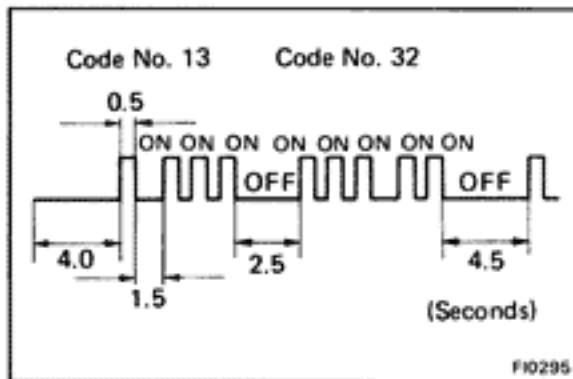 Code No. 13 Code No. 32
0.5
ON ON ON ON ON ON ON ON
OFF OFF
4.0 2.5 4.5
1.5
(Seconds)
FI0295